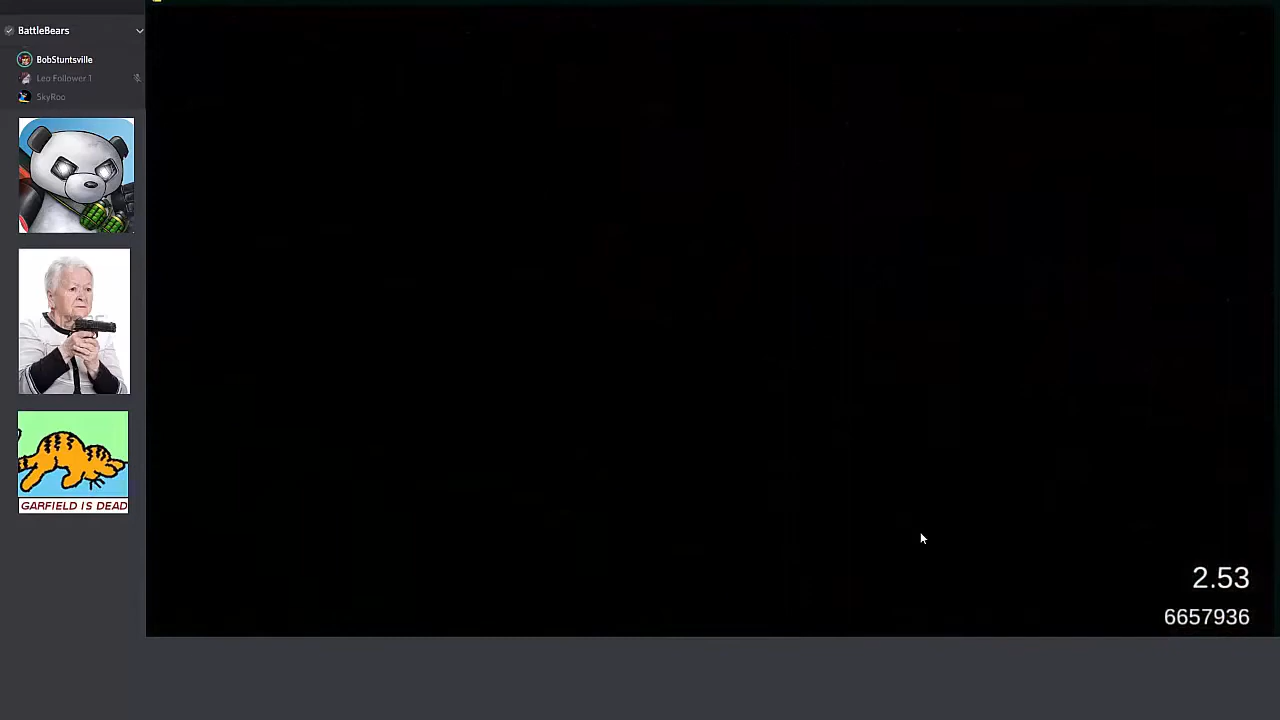 BattleBears
BobStuntsville
Leo Follower 1
SkyRoo
GARFIELD IS DEAD
2.53
6657936